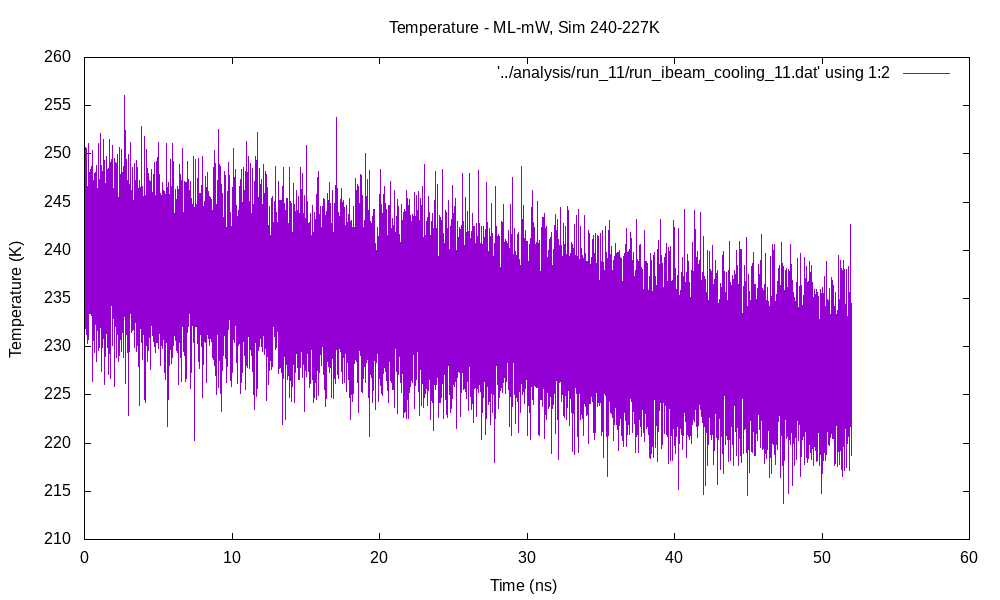 Temperature - ML-mW, Sim 240-227K
'../analysis/run_11/run_ibeam_cooling_11.dat' using 1:2
260
255
250
245
240
235
230
225
220
215
210
Temperature (K)
0 10 20 30 40 50 60
Time (ns)